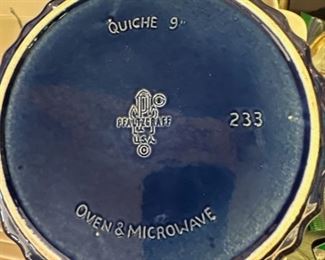 QUICHE 9"
P ©
PFALTZGRAFF
USA
©
233
OVEN & MICROWAVE